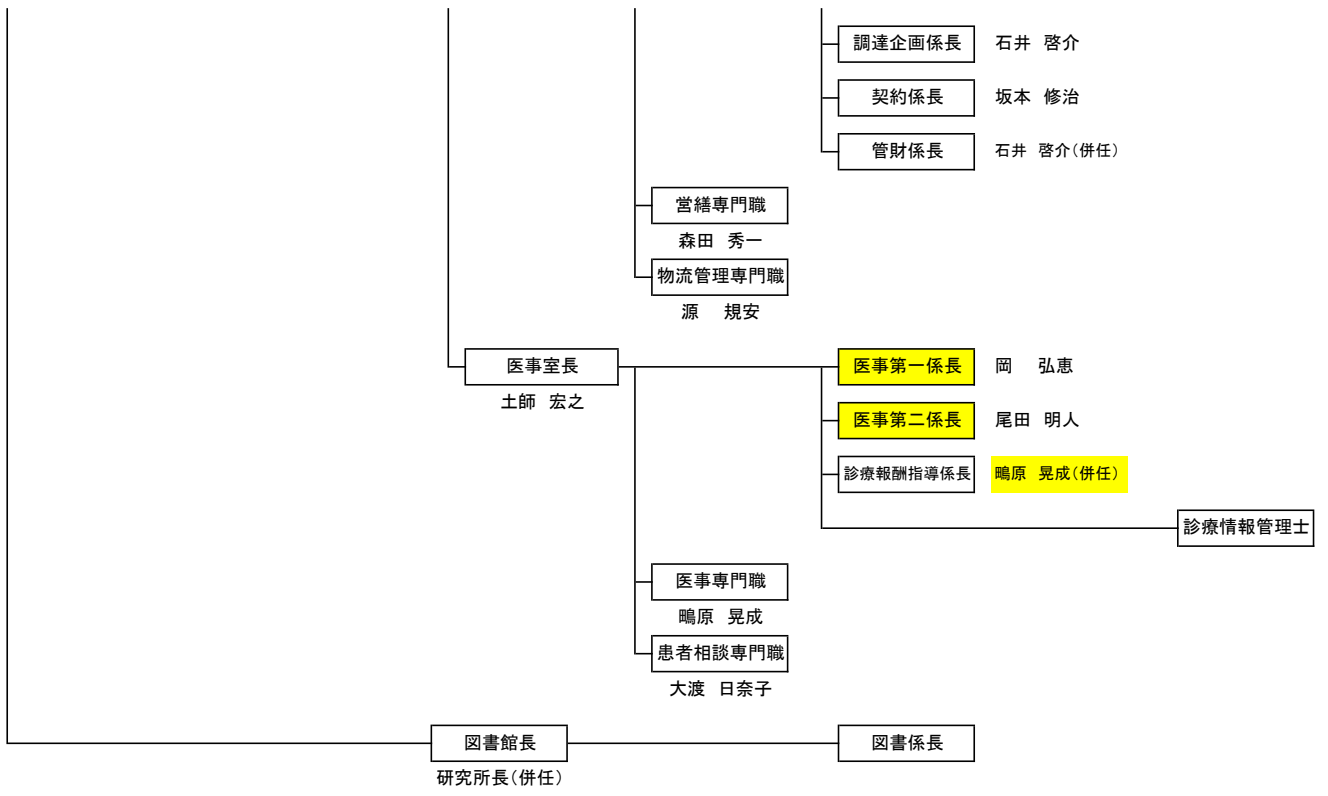 調達企画係長 石井 啓介
契約係長 坂本 修治
管財係長 石井 啓介(併任)
営繕専門職
森田 秀一
物流管理専門職
源 規安
医事室長 医事第一係長 岡 弘恵
土師 宏之
医事第二係長 尾田 明人
診療報酬指導係長 鴫原 晃成(併任)
診療情報管理士
医事専門職
鴫原 晃成
患者相談専門職
大渡 日奈子
図書館長 図書係長
研究所長(併任)